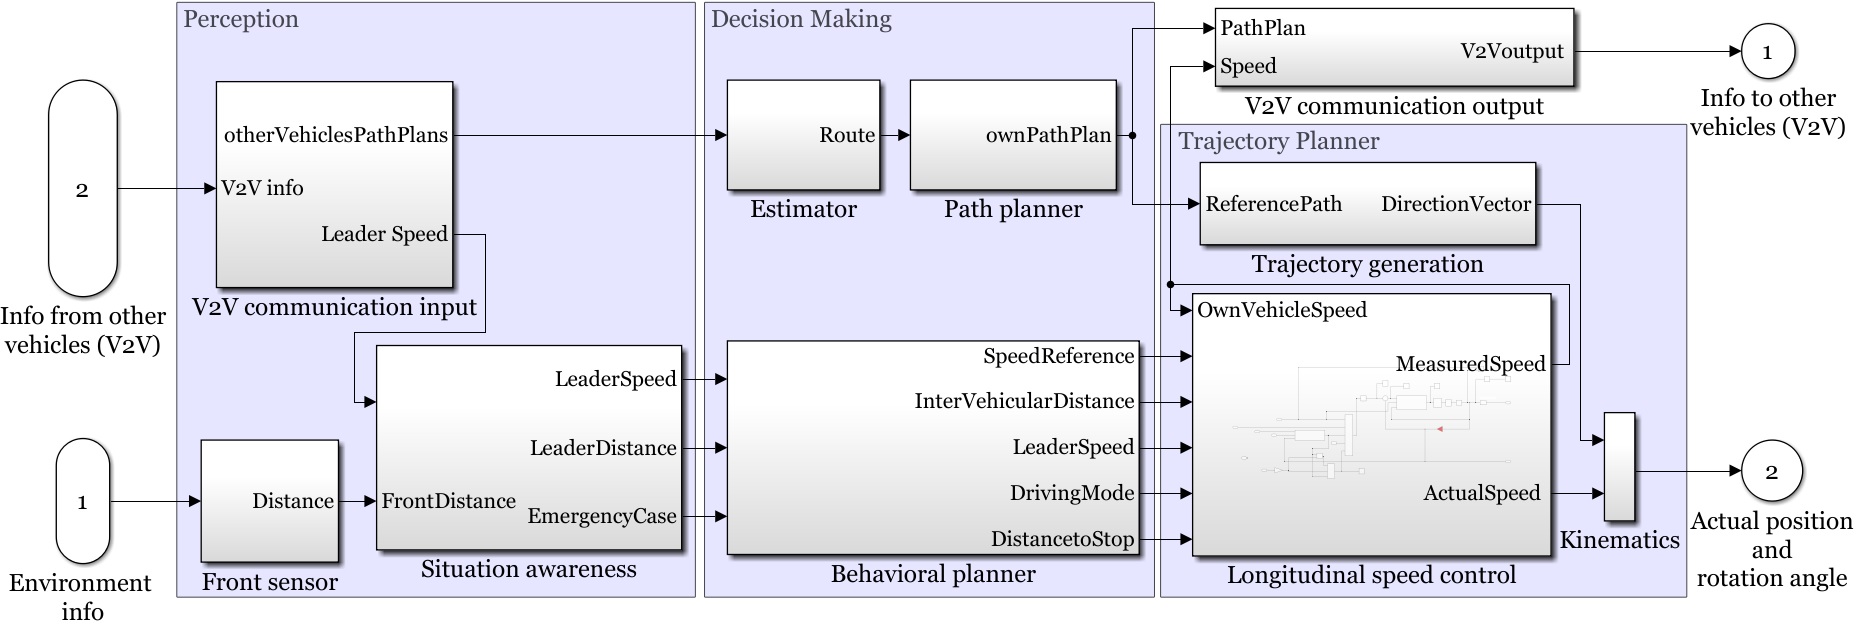 Perception
Decision Making
PathPlan
Speed
V2Voutput
1
V2V communication output
Info to other
vehicles (V2V)
otherVehiclesPathPlans
V2V info
Leader Speed
V2V communication input
2
Info from other
vehicles (V2V)
Route
Estimator
ownPathPlan
Path planner
Trajectory Planner
ReferencePath
DirectionVector
Trajectory generation
LeaderSpeed
LeaderDistance
FrontDistance
EmergencyCase
Situation awareness
1
Environment
info
Distance
Front sensor
SpeedReference
InterVehicularDistance
LeaderSpeed
DrivingMode
DistancetoStop
Behavioral planner
OwnVehicleSpeed
MeasuredSpeed
ActualSpeed
Longitudinal speed control
Kinematics
2
Actual position
and
rotation angle